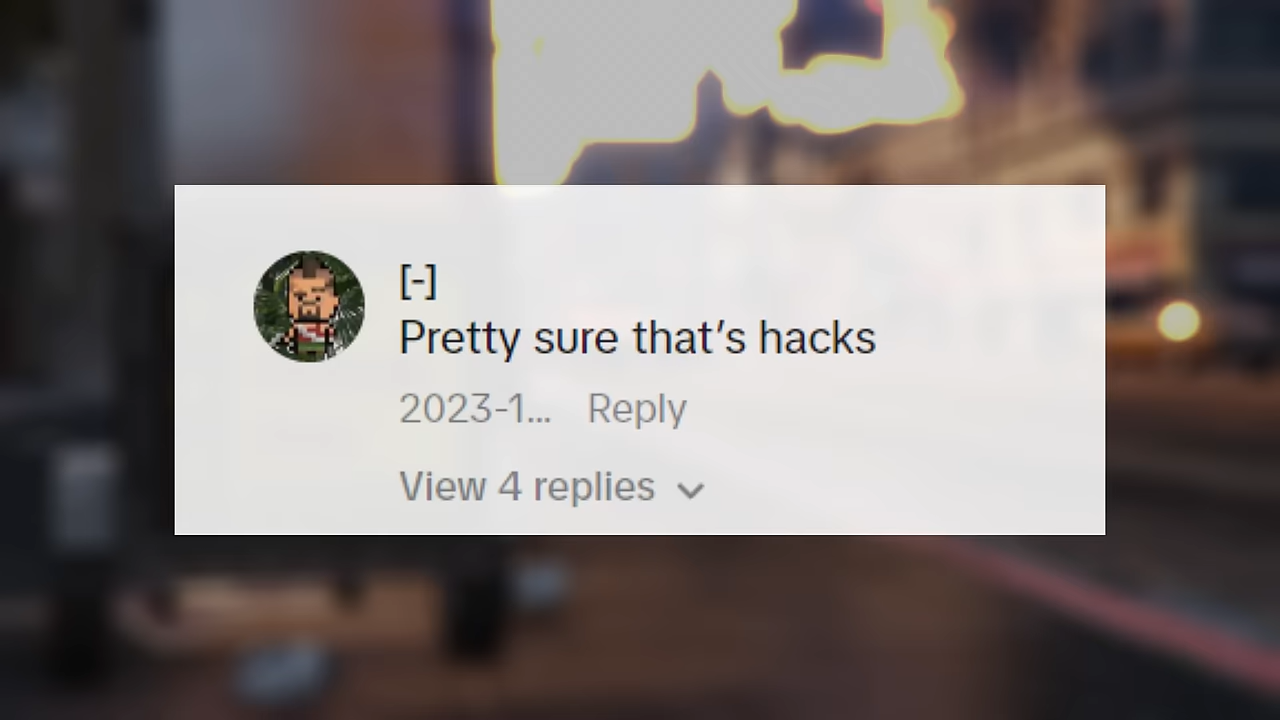 [-]
Pretty sure that’s hacks
2023-1... Reply
View 4 replies